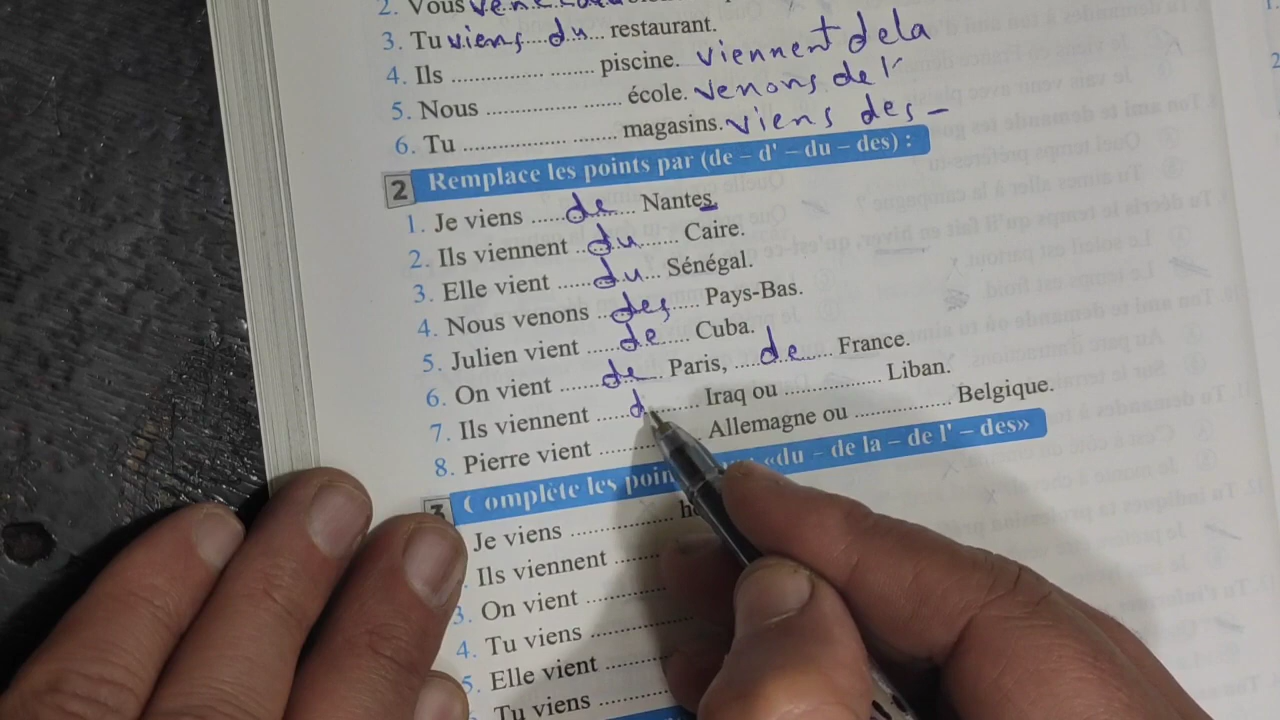 2. Vous
3. Tu viens du restaurant.
4. Ils ............... ........ piscine. viennent de la
5. Nous ............... ....... école. venons de l'
6. Tu ............... ......... magasins. viens des -
2 Remplace les points par (de – d' – du – des) :
1. Je viens de Nantes.
2. Ils viennent du Caire.
3. Elle vient du Sénégal.
4. Nous venons des Pays-Bas.
5. Julien vient de Cuba.
6. On vient de Paris, de France.
7. Ils viennent d Iraq ou ............... Liban.
8. Pierre vient ............... Allemagne ou ............... Belgique.
3 Complète les poin «du – de la – de l' – des»
Je viens ............... h
Ils viennent .........
3. On vient ............
4. Tu viens ............
5. Elle vient .........
Tu viens ............